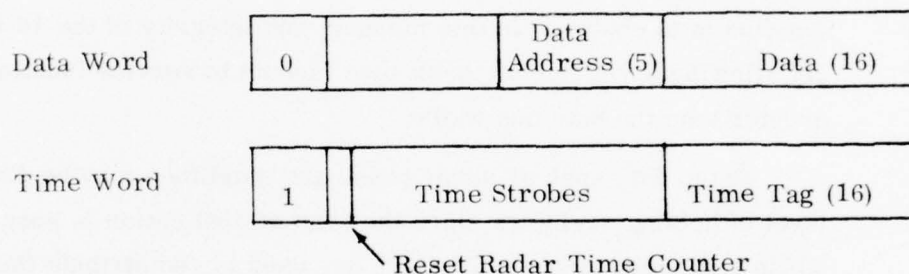 Data Word
0
Data
Address (5)
Data (16)
Time Word
1
Time Strobes
Time Tag (16)
Reset Radar Time Counter